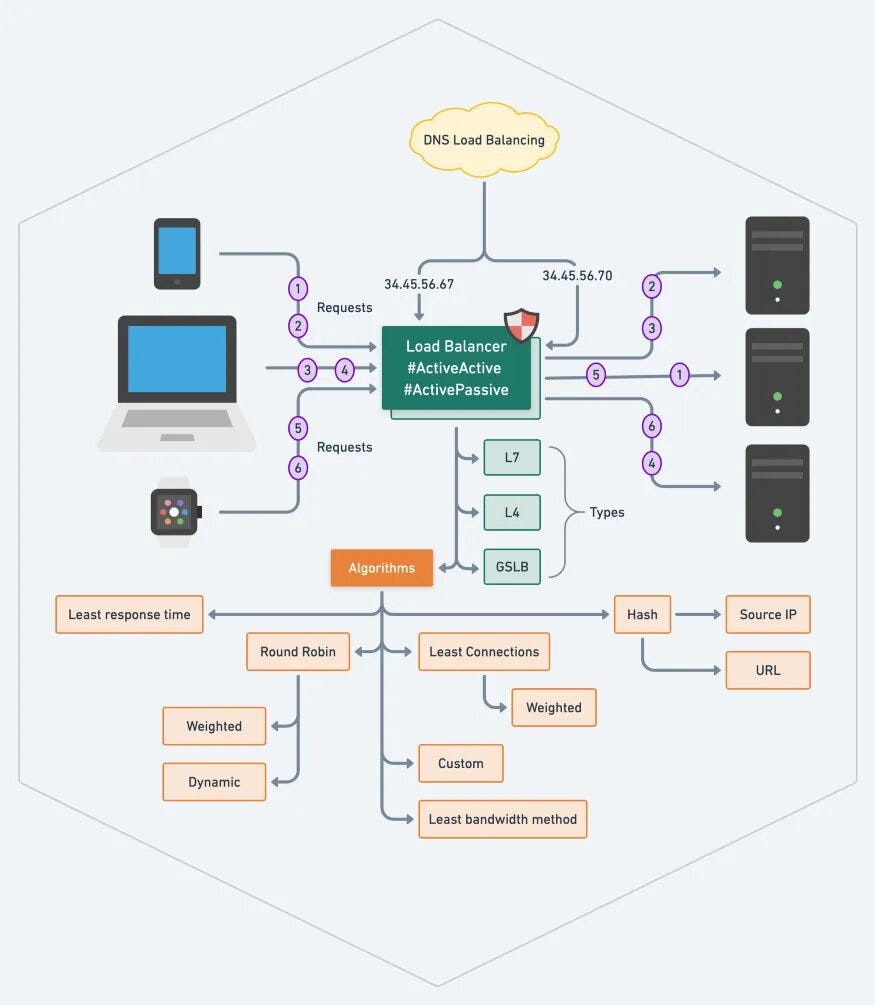 DNS Load Balancing
34.45.56.67
34.45.56.70
1
2
Requests
3
4
5
6
Requests
Load Balancer
#ActiveActive
#ActivePassive
2
3
5
1
6
4
L7
L4
GSLB
Types
Algorithms
Least response time
Hash
Source IP
URL
Round Robin
Least Connections
Weighted
Weighted
Dynamic
Custom
Least bandwidth method